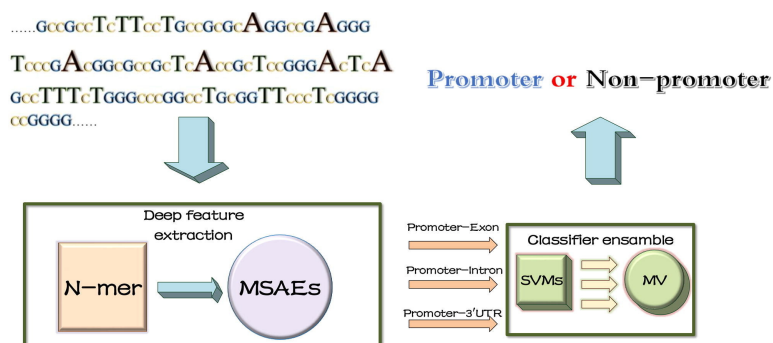 ......GccGccTcTTccTGccGcGcAGGccGAGGG
TcccGAcGGcGccGcTcAccGcTccGGGAcTcA
GccTTTcTGGGcccGGccTGcGGTTcccTcGGGG
ccGGGG......
Promoter or Non-promoter
Deep feature
extraction
N-mer
MSAEs
Promoter-Exon
Promoter-Intron
Promoter-3'UTR
Classifier ensamble
SVMs
MV